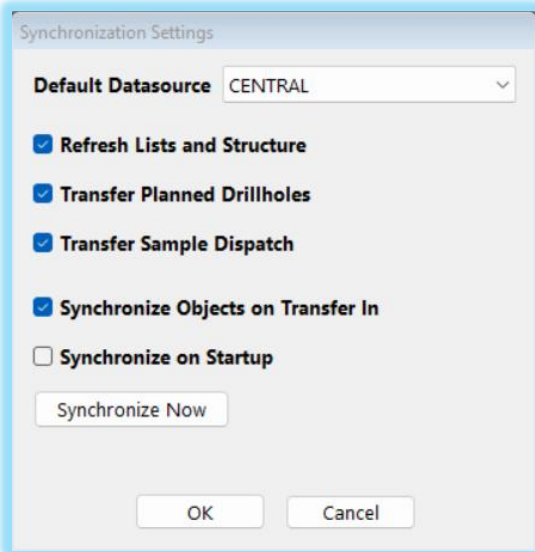 Synchronization Settings
Default Datasource CENTRAL
Refresh Lists and Structure
Transfer Planned Drillholes
Transfer Sample Dispatch
Synchronize Objects on Transfer In
Synchronize on Startup
Synchronize Now
OK Cancel